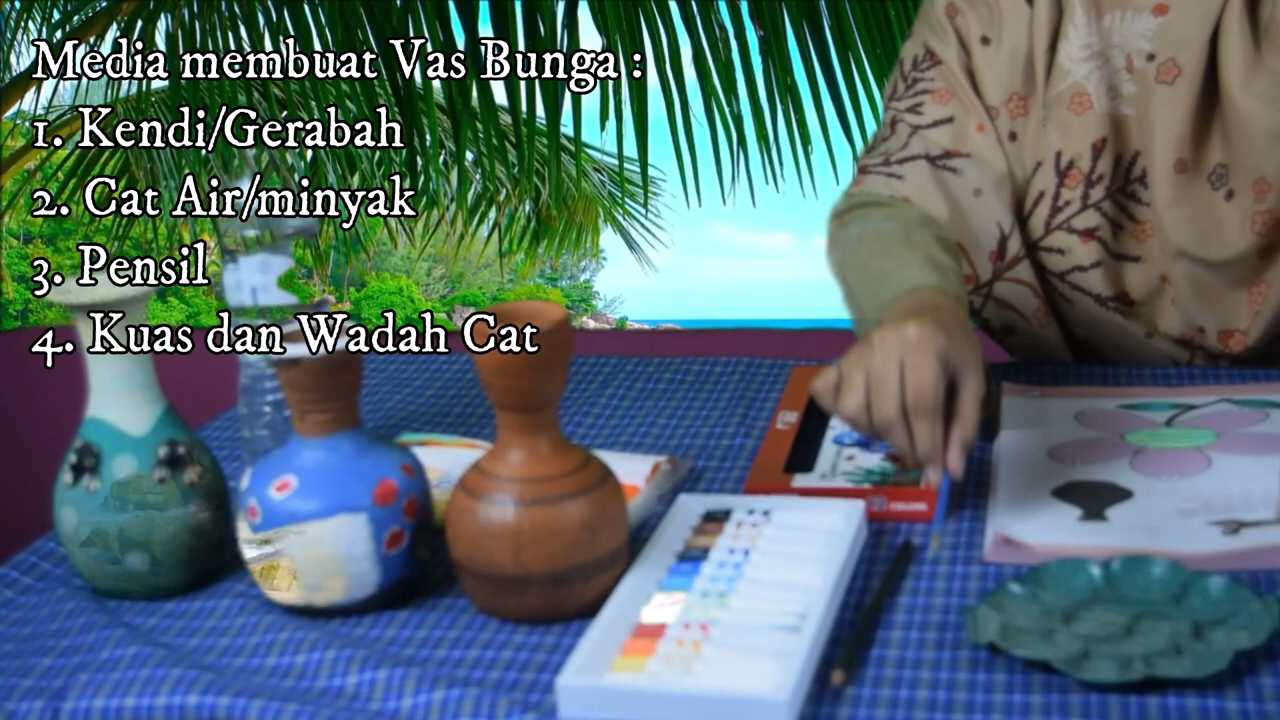 Media membuat Vas Bunga :
1. Kendi/Gerabah
2. Cat Air/minyak
3. Pensil
4. Kuas dan Wadah Cat